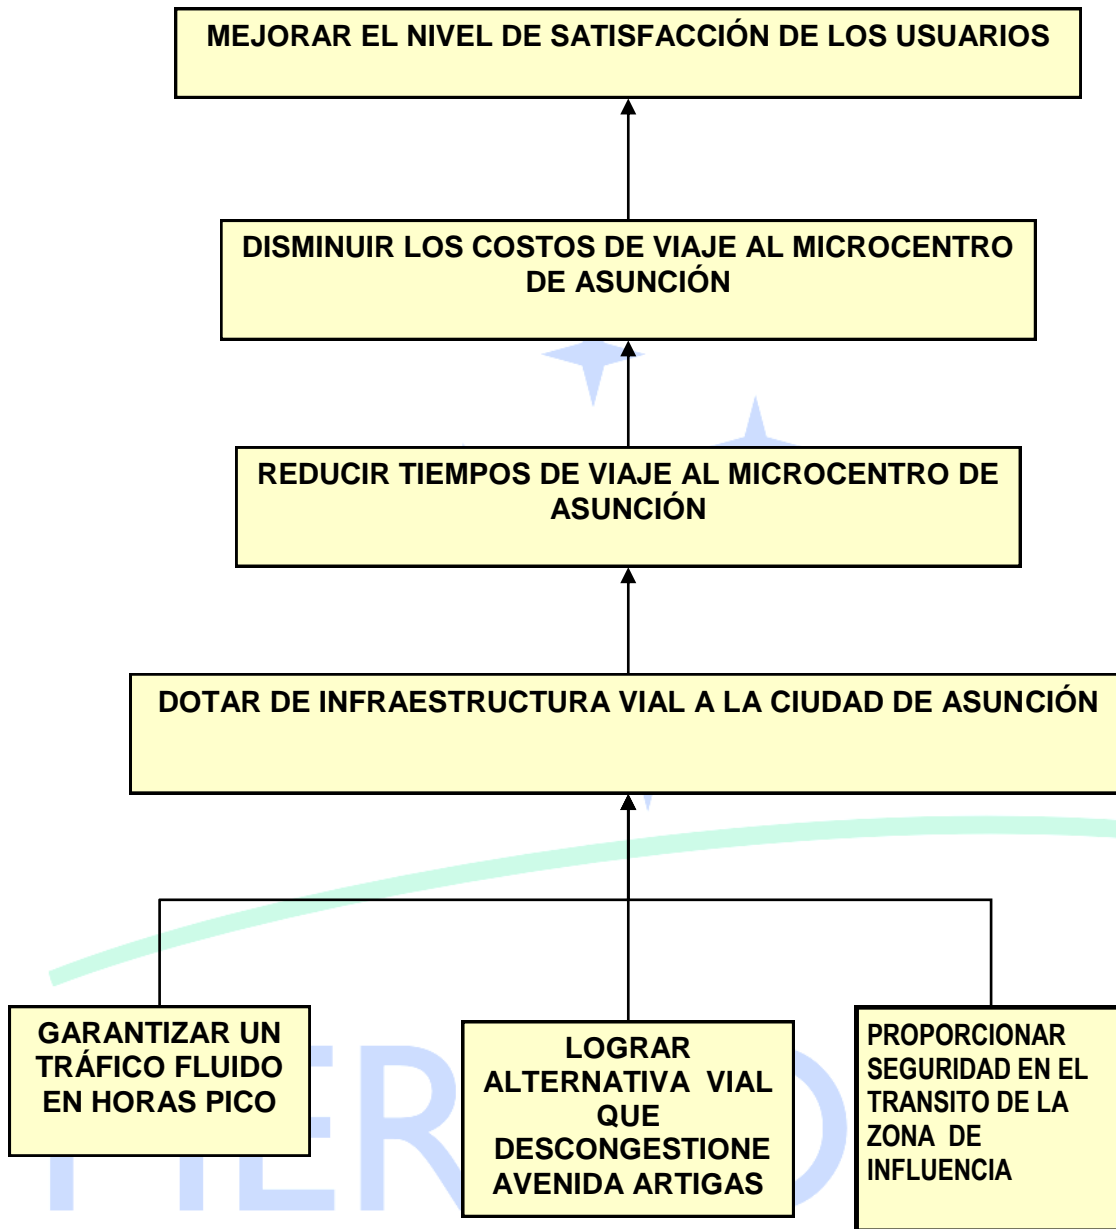 MEJORAR EL NIVEL DE SATISFACCIÓN DE LOS USUARIOS
DISMINUIR LOS COSTOS DE VIAJE AL MICROCENTRO
DE ASUNCIÓN
REDUCIR TIEMPOS DE VIAJE AL MICROCENTRO DE
ASUNCIÓN
DOTAR DE INFRAESTRUCTURA VIAL A LA CIUDAD DE ASUNCIÓN
GARANTIZAR UN
TRÁFICO FLUIDO
EN HORAS PICO
LOGRAR
ALTERNATIVA VIAL
QUE
DESCONGESTIONE
AVENIDA ARTIGAS
PROPORCIONAR
SEGURIDAD EN EL
TRANSITO DE LA
ZONA DE
INFLUENCIA